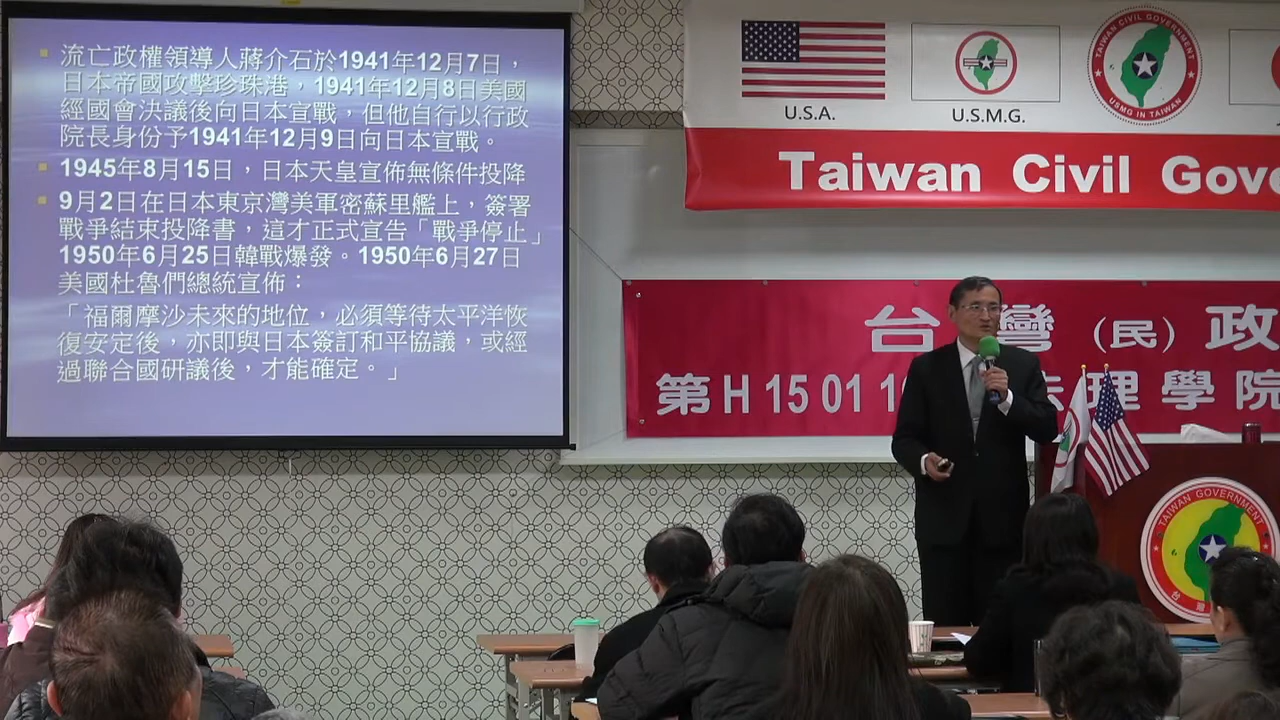 流亡政權領導人蔣介石於1941年12月7日，
日本帝國攻擊珍珠港，1941年12月8日美國
經國會決議後向日本宣戰，但他自行以行政
院長身份予1941年12月9日向日本宣戰。
1945年8月15日，日本天皇宣佈無條件投降
9月2日在日本東京灣美軍密蘇里艦上，簽署
戰爭結束投降書，這才正式宣告「戰爭停止」
1950年6月25日韓戰爆發。1950年6月27日
美國杜魯們總統宣佈：
「福爾摩沙未來的地位，必須等待太平洋恢
復安定後，亦即與日本簽訂和平協議，或經
過聯合國研議後，才能確定。」
U.S.A.
U.S.M.G.
TAIWAN CIVIL GOVERNMENT
USMG IN TAIWAN
Taiwan Civil Gove
台灣（民）政
第H 15 01 1
法理學院
TAIWAN GOVERNMENT
台灣